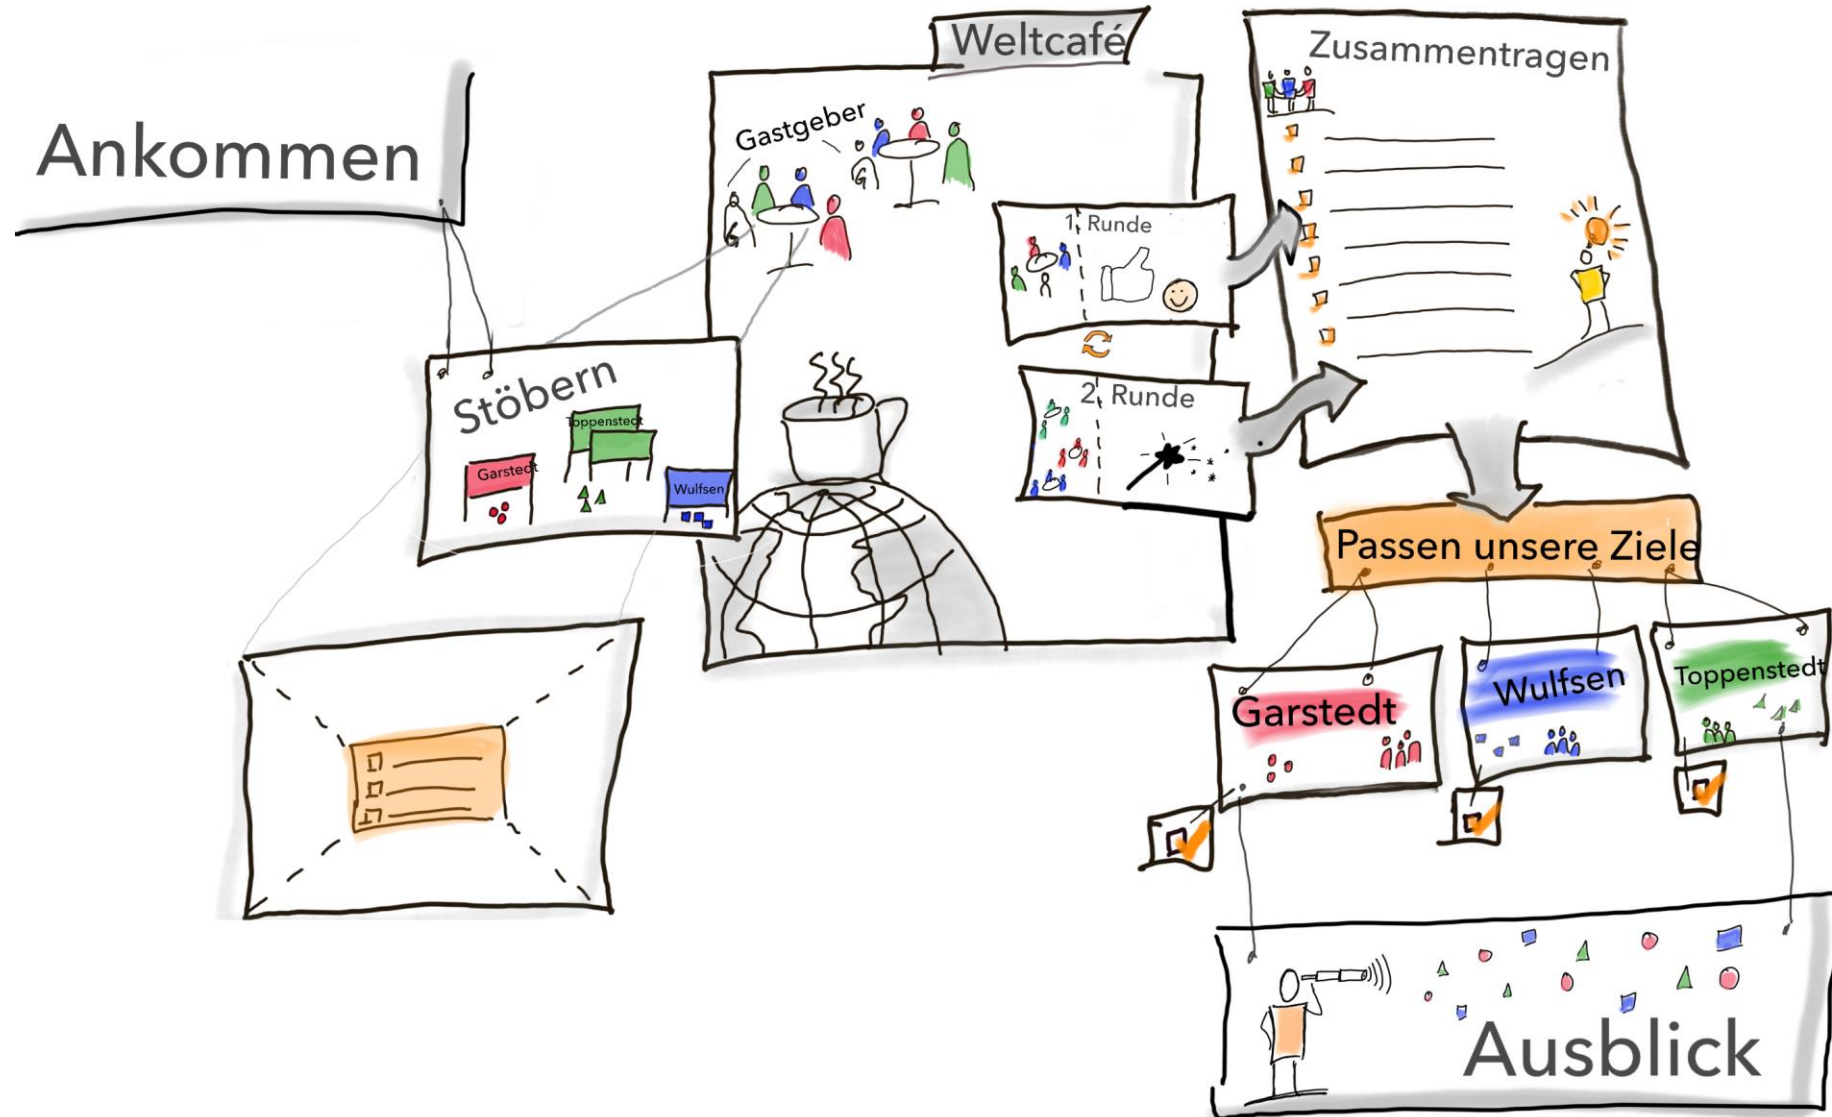 Ankommen
Stöbern
Toppenstedt
Garstedt
Wulfsen
Weltcafé
Gastgeber
G
G
1. Runde
2. Runde
Zusammentragen
Passen unsere Ziele
Garstedt
Wulfsen
Toppenstedt
Ausblick